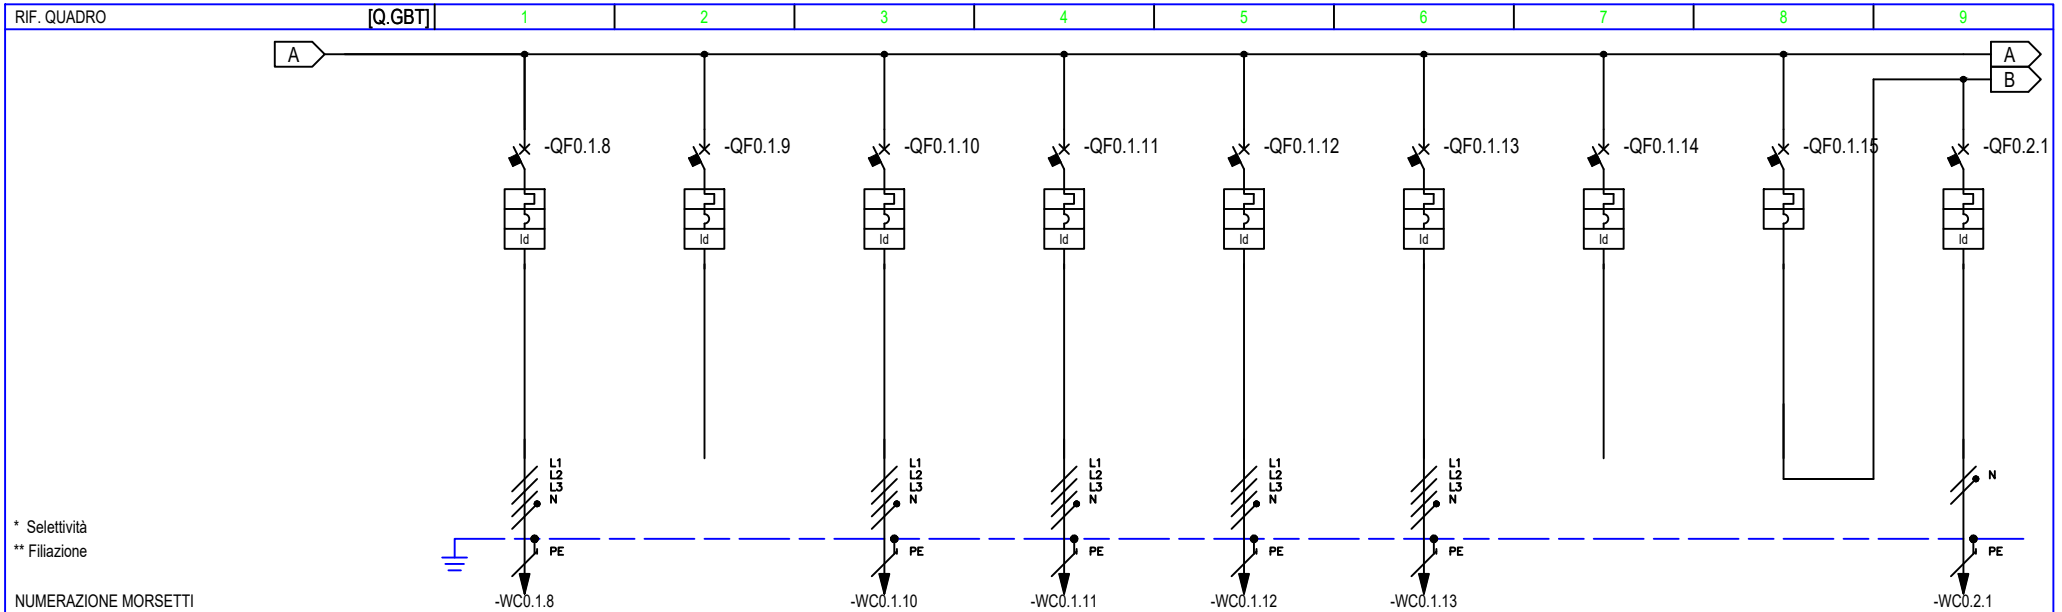 RIF. QUADRO [Q.GBT] 1 2 3 4 5 6 7 8 9
A A
B
-QF0.1.8 -QF0.1.9 -QF0.1.10 -QF0.1.11 -QF0.1.12 -QF0.1.13 -QF0.1.14 -QF0.1.15 -QF0.2.1
Id Id Id Id Id Id Id Id
L1 L1 L1 L1 L1
L2 L2 L2 L2 L2
L3 L3 L3 L3 L3
N N N N N N
* Selettività
** Filiazione
PE PE PE PE PE PE
NUMERAZIONE MORSETTI -WC0.1.8 -WC0.1.10 -WC0.1.11 -WC0.1.12 -WC0.1.13 -WC0.2.1